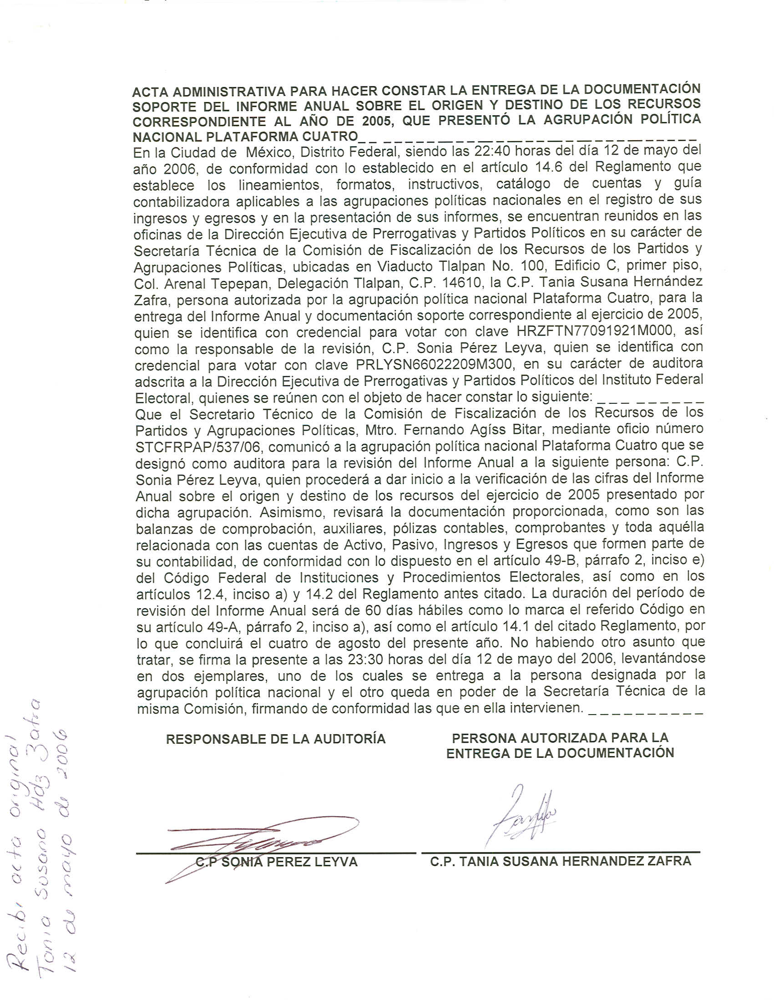 ACTA ADMINISTRATIVA PARA HACER CONSTAR LA ENTREGA DE LA DOCUMENTACIÓN
SOPORTE DEL INFORME ANUAL SOBRE EL ORIGEN Y DESTINO DE LOS RECURSOS
CORRESPONDIENTE AL AÑO DE 2005, QUE PRESENTÓ LA AGRUPACIÓN POLÍTICA
NACIONAL PLATAFORMA CUATRO_ _ _ _ _ _ _ _ _ _ _ _ _ _ _ _ _ _ _ _ _ _ _ _ _ _
En la Ciudad de México, Distrito Federal, siendo las 22:40 horas del día 12 de mayo del
año 2006, de conformidad con lo establecido en el artículo 14.6 del Reglamento que
establece los lineamientos, formatos, instructivos, catálogo de cuentas y guía
contabilizadora aplicables a las agrupaciones políticas nacionales en el registro de sus
ingresos y egresos y en la presentación de sus informes, se encuentran reunidos en las
oficinas de la Dirección Ejecutiva de Prerrogativas y Partidos Políticos en su carácter de
Secretaría Técnica de la Comisión de Fiscalización de los Recursos de los Partidos y
Agrupaciones Políticas, ubicadas en Viaducto Tlalpan No. 100, Edificio C, primer piso,
Col. Arenal Tepepan, Delegación Tlalpan, C.P. 14610, la C.P. Tania Susana Hernández
Zafra, persona autorizada por la agrupación política nacional Plataforma Cuatro, para la
entrega del Informe Anual y documentación soporte correspondiente al ejercicio de 2005,
quien se identifica con credencial para votar con clave HRZFTN77091921M000, así
como la responsable de la revisión, C.P. Sonia Pérez Leyva, quien se identifica con
credencial para votar con clave PRLYSN66022209M300, en su carácter de auditora
adscrita a la Dirección Ejecutiva de Prerrogativas y Partidos Políticos del Instituto Federal
Electoral, quienes se reúnen con el objeto de hacer constar lo siguiente: _ _ _ _ _ _ _ _ _
Que el Secretario Técnico de la Comisión de Fiscalización de los Recursos de los
Partidos y Agrupaciones Políticas, Mtro. Fernando Agíss Bitar, mediante oficio número
STCFRPAP/537/06, comunicó a la agrupación política nacional Plataforma Cuatro que se
designó como auditora para la revisión del Informe Anual a la siguiente persona: C.P.
Sonia Pérez Leyva, quien procederá a dar inicio a la verificación de las cifras del Informe
Anual sobre el origen y destino de los recursos del ejercicio de 2005 presentado por
dicha agrupación. Asimismo, revisará la documentación proporcionada, como son las
balanzas de comprobación, auxiliares, pólizas contables, comprobantes y toda aquélla
relacionada con las cuentas de Activo, Pasivo, Ingresos y Egresos que formen parte de
su contabilidad, de conformidad con lo dispuesto en el artículo 49-B, párrafo 2, inciso e)
del Código Federal de Instituciones y Procedimientos Electorales, así como en los
artículos 12.4, inciso a) y 14.2 del Reglamento antes citado. La duración del período de
revisión del Informe Anual será de 60 días hábiles como lo marca el referido Código en
su artículo 49-A, párrafo 2, inciso a), así como el artículo 14.1 del citado Reglamento, por
lo que concluirá el cuatro de agosto del presente año. No habiendo otro asunto que
tratar, se firma la presente a las 23:30 horas del día 12 de mayo del 2006, levantándose
en dos ejemplares, uno de los cuales se entrega a la persona designada por la
agrupación política nacional y el otro queda en poder de la Secretaría Técnica de la
misma Comisión, firmando de conformidad las que en ella intervienen. _ _ _ _ _ _ _ _ _ _
RESPONSABLE DE LA AUDITORÍA
PERSONA AUTORIZADA PARA LA
ENTREGA DE LA DOCUMENTACIÓN
C.P SONIA PEREZ LEYVA
C.P. TANIA SUSANA HERNANDEZ ZAFRA
Recibi acta original
Tania Susana Hdz Zafra
12 de mayo de 2006